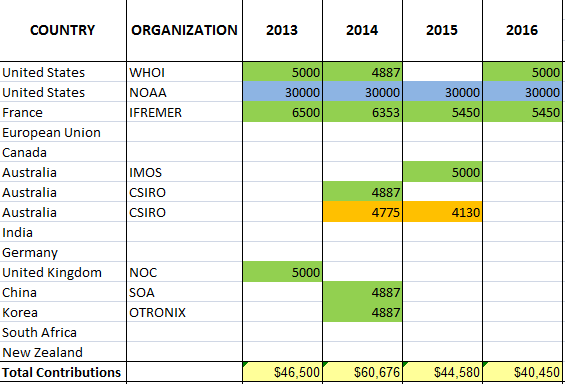 COUNTRY ORGANIZATION 2013 2014 2015 2016
United States WHOI 5000 4887 5000
United States NOAA 30000 30000 30000 30000
France IFREMER 6500 6353 5450 5450
European Union
Canada
Australia IMOS 5000
Australia CSIRO 4887
Australia CSIRO 4775 4130
India
Germany
United Kingdom NOC 5000
China SOA 4887
Korea OTRONIX 4887
South Africa
New Zealand
Total Contributions $46,500 $60,676 $44,580 $40,450